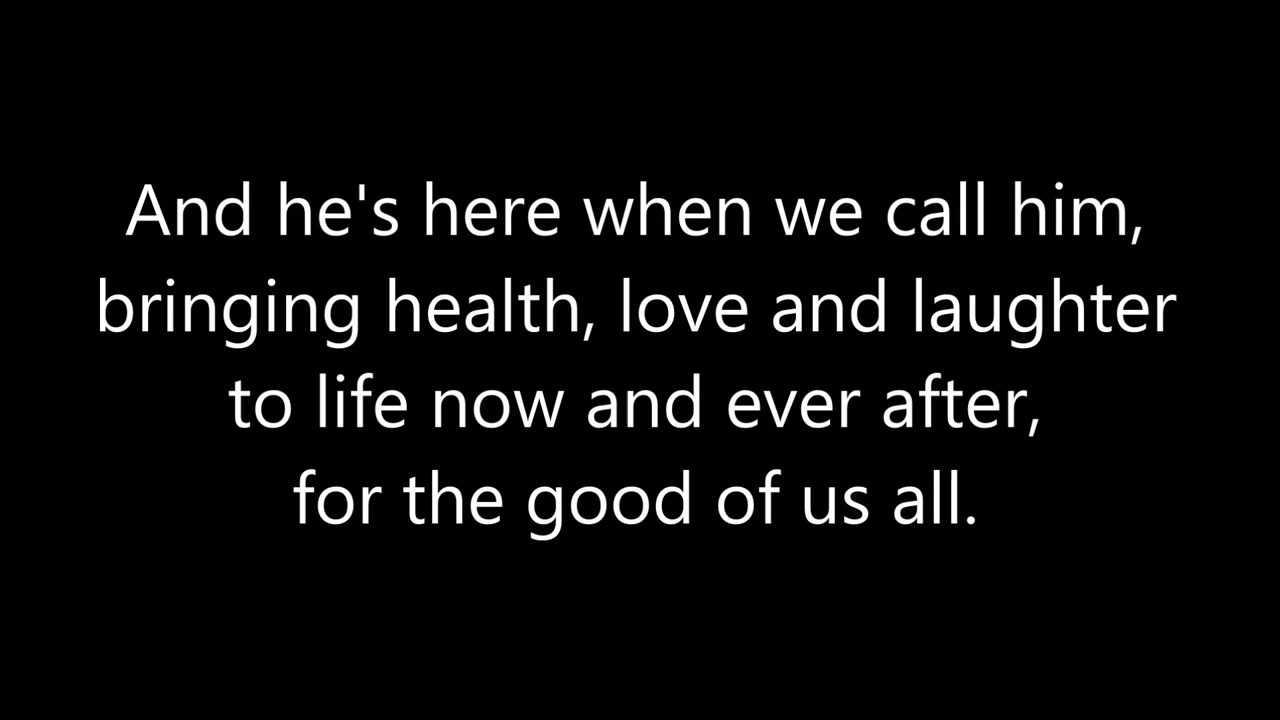 And he's here when we call him,
bringing health, love and laughter
to life now and ever after,
for the good of us all.